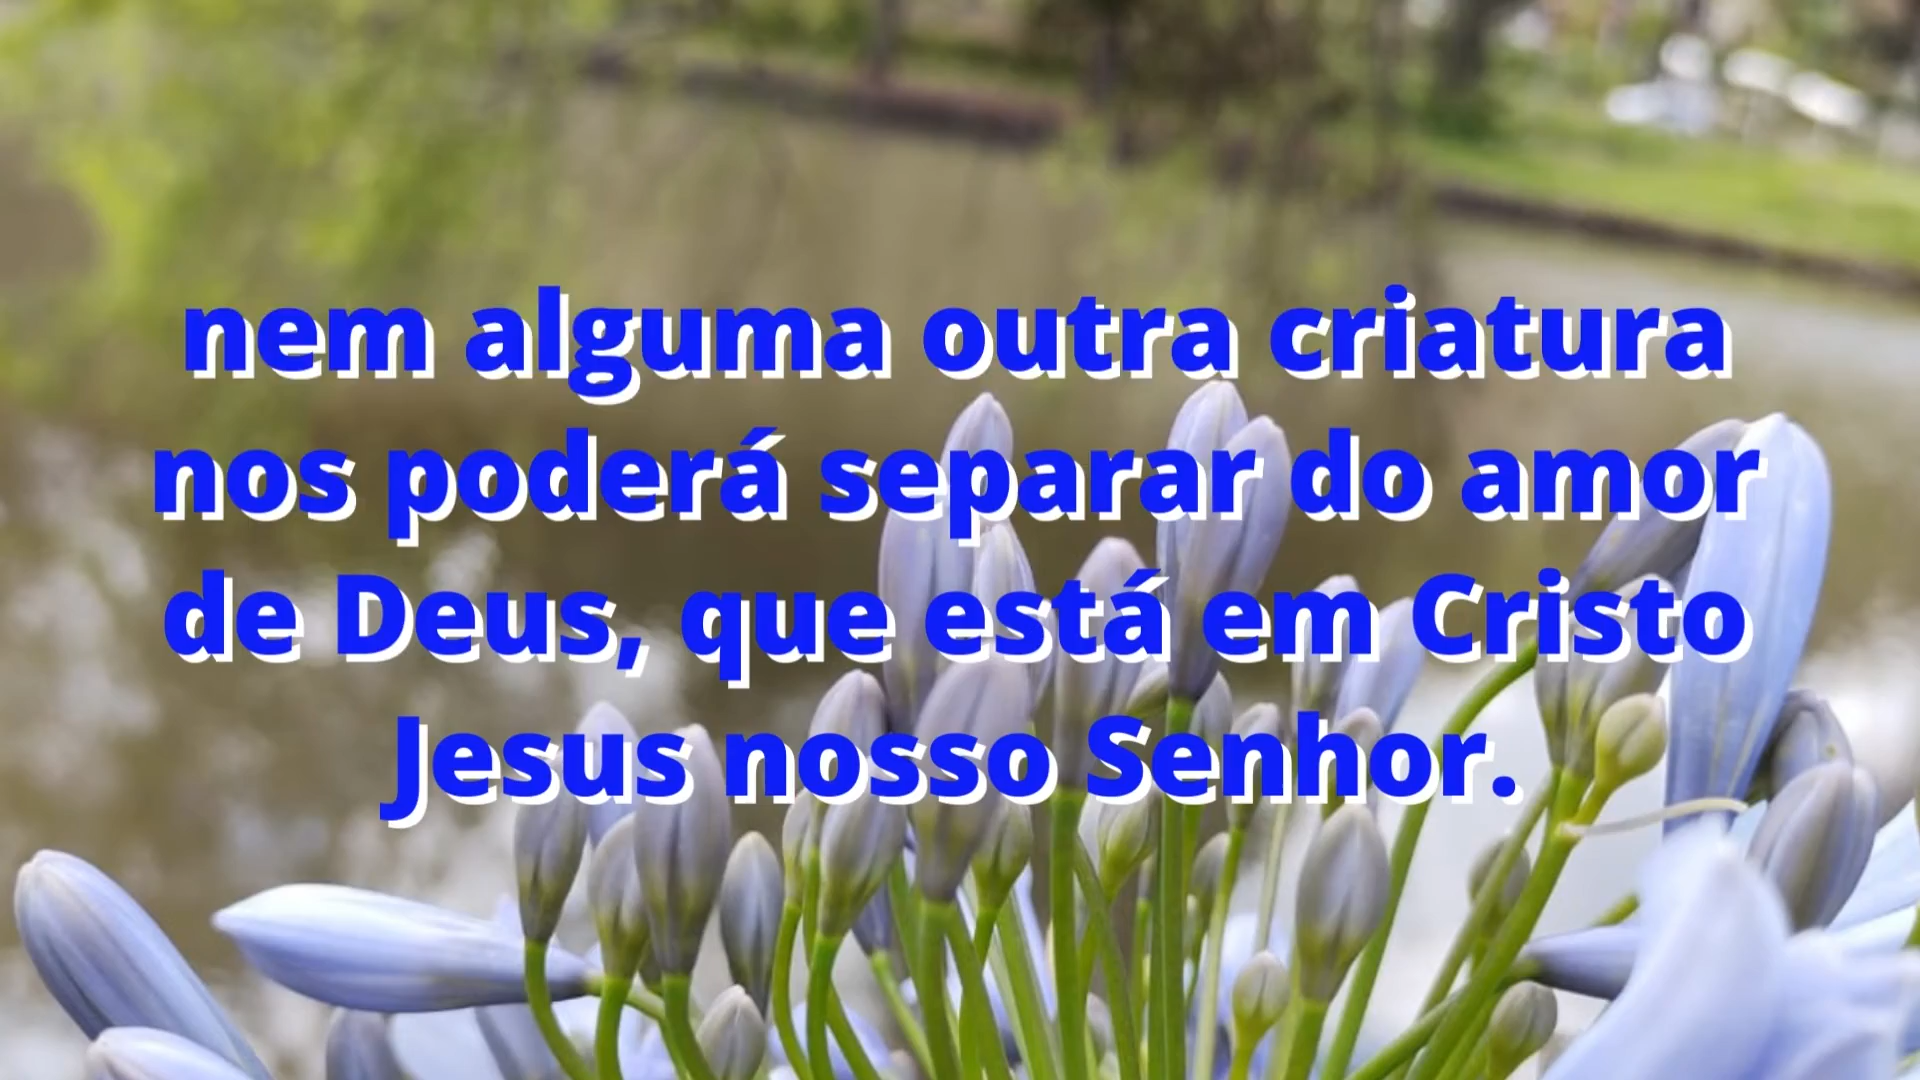 nem alguma outra criatura
nos poderá separar do amor
de Deus, que está em Cristo
Jesus nosso Senhor.